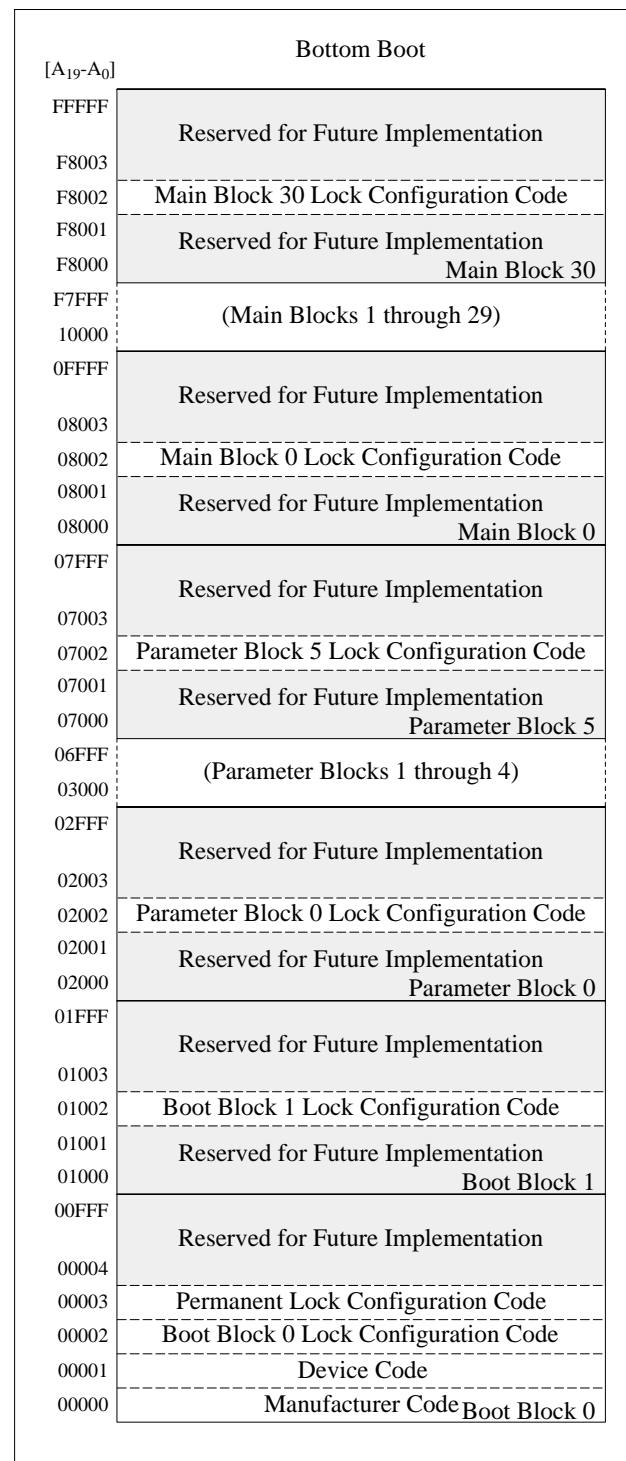 Bottom Boot
[A19-A0]
FFFFF
Reserved for Future Implementation
F8003
F8002 Main Block 30 Lock Configuration Code
F8001
Reserved for Future Implementation
F8000
Main Block 30
F7FFF
(Main Blocks 1 through 29)
10000
0FFFF
Reserved for Future Implementation
08003
08002 Main Block 0 Lock Configuration Code
08001
Reserved for Future Implementation
08000
Main Block 0
07FFF
Reserved for Future Implementation
07003
07002 Parameter Block 5 Lock Configuration Code
07001
Reserved for Future Implementation
07000
Parameter Block 5
06FFF
(Parameter Blocks 1 through 4)
03000
02FFF
Reserved for Future Implementation
02003
02002 Parameter Block 0 Lock Configuration Code
02001
Reserved for Future Implementation
02000
Parameter Block 0
01FFF
Reserved for Future Implementation
01003
01002 Boot Block 1 Lock Configuration Code
01001
Reserved for Future Implementation
01000
Boot Block 1
00FFF
Reserved for Future Implementation
00004
00003 Permanent Lock Configuration Code
00002 Boot Block 0 Lock Configuration Code
00001 Device Code
00000 Manufacturer Code
Boot Block 0